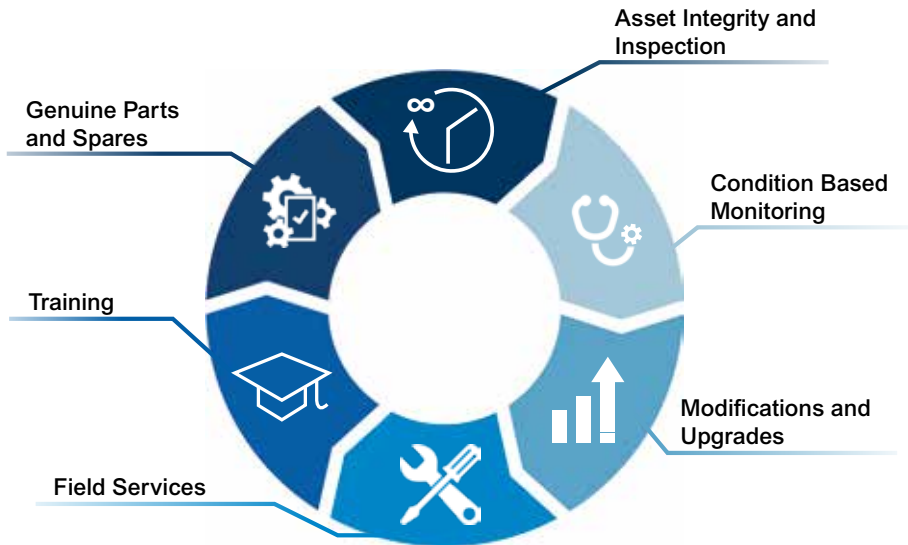 Asset Integrity and
Inspection
Genuine Parts
and Spares
Condition Based
Monitoring
Training
Modifications and
Upgrades
Field Services